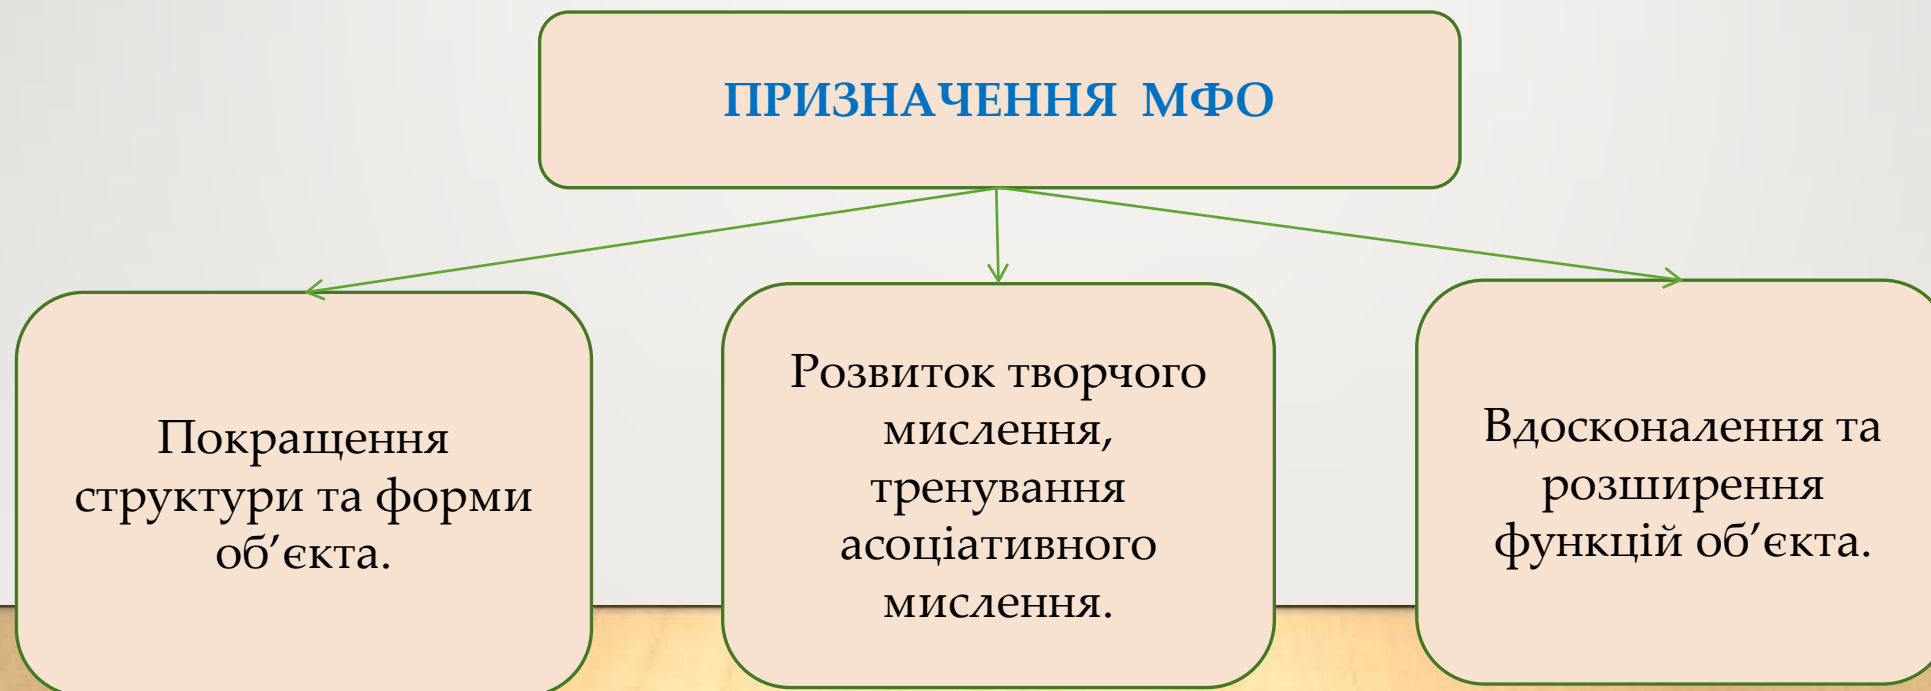 ПРИЗНАЧЕННЯ МФО
Покращення
структури та форми
об’єкта.
Розвиток творчого
мислення,
тренування
асоціативного
мислення.
Вдосконалення та
розширення
функцій об’єкта.